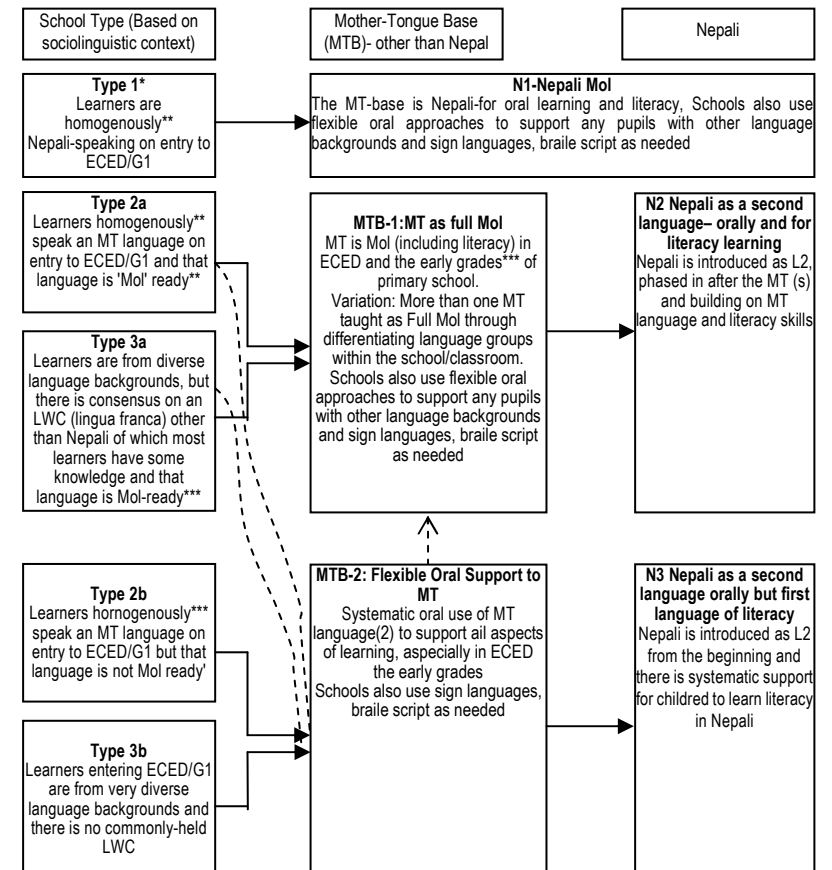 School Type (Based on
sociolinguistic context)
Mother-Tongue Base
(MTB)- other than Nepal
Nepali
Type 1*
Learners are
homogenously**
Nepali-speaking on entry to
ECED/G1
N1-Nepali Mol
The MT-base is Nepali-for oral learning and literacy, Schools also use
flexible oral approaches to support any pupils with other language
backgrounds and sign languages, braile script as needed
Type 2a
Learners homogenously**
speak an MT language on
entry to ECED/G1 and that
language is 'Mol' ready**
Type 3a
Learners are from diverse
language backgrounds, but
there is consensus on an
LWC (lingua franca) other
than Nepali of which most
learners have some
knowledge and that
language is Mol-ready***
MTB-1:MT as full Mol
MT is Mol (including literacy) in
ECED and the early grades*** of
primary school.
Variation: More than one MT
taught as Full Mol through
differentiating language groups
within the school/classroom.
Schools also use flexible oral
approaches to support any pupils
with other language backgrounds
and sign languages, braile script
as needed
N2 Nepali as a second
language– orally and for
literacy learning
Nepali is introduced as L2,
phased in after the MT (s)
and building on MT
language and literacy skills
Type 2b
Learners hornogenously***
speak an MT language on
entry to ECED/G1 but that
language is not Mol ready'
Type 3b
Learners entering ECED/G1
are from very diverse
language backgrounds and
there is no commonly-held
LWC
MTB-2: Flexible Oral Support to
MT
Systematic oral use of MT
language(2) to support ail aspects
of learning, aspecially in ECED
the early grades
Schools also use sign languages,
braile script as needed
N3 Nepali as a second
language orally but first
language of literacy
Nepali is introduced as L2
from the beginning and
there is systematic support
for childred to learn literacy
in Nepali